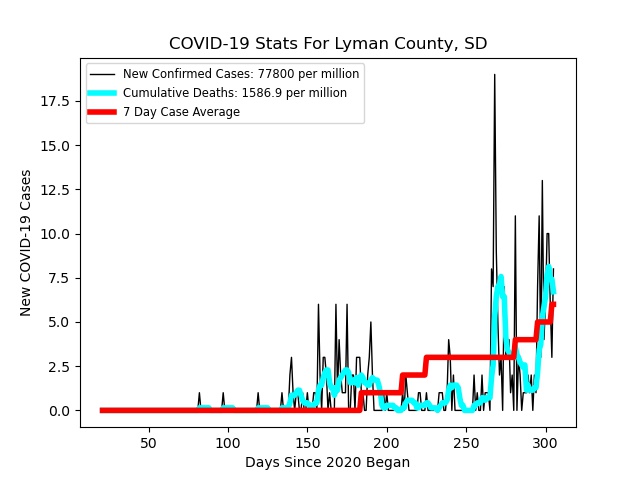 COVID-19 Stats For Lyman County, SD
New Confirmed Cases: 77800 per million
Cumulative Deaths: 1586.9 per million
7 Day Case Average
New COVID-19 Cases
17.5
15.0
12.5
10.0
7.5
5.0
2.5
0.0
50 100 150 200 250 300
Days Since 2020 Began